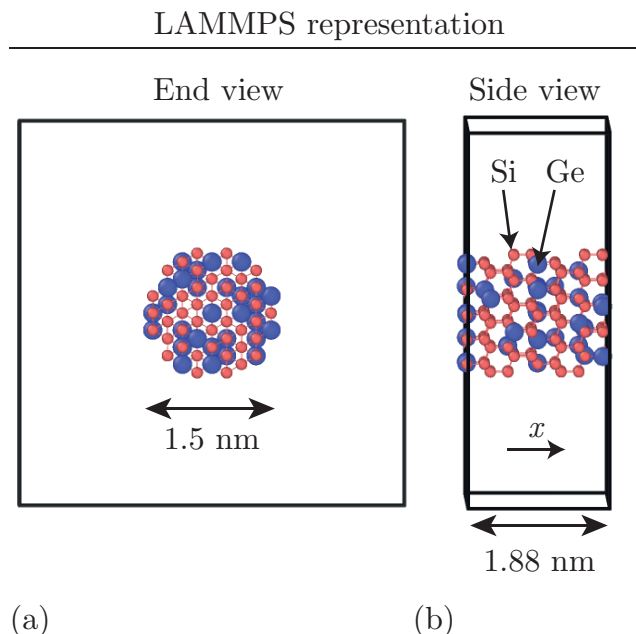 LAMMPS representation
End view
Side view
Si
Ge
1.5 nm
x
1.88 nm
(a)
(b)